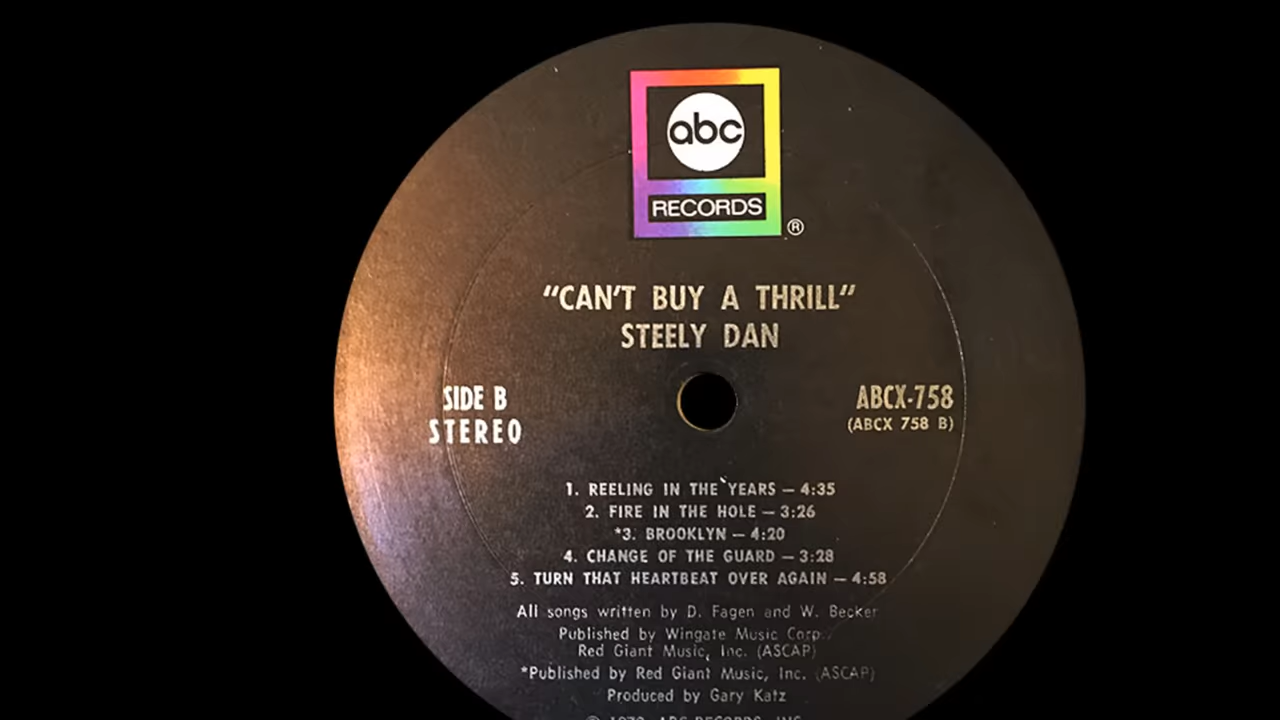 abc
RECORDS
®
"CAN'T BUY A THRILL"
STEELY DAN
SIDE B
STEREO
ABCX-758
(ABCX 758 B)
1. REELING IN THE YEARS — 4:35
2. FIRE IN THE HOLE — 3:26
*3. BROOKLYN — 4:20
4. CHANGE OF THE GUARD — 3:28
5. TURN THAT HEARTBEAT OVER AGAIN — 4:58
All songs written by D. Fagen and W. Becker
Published by Wingate Music Corp.
Red Giant Music, Inc. (ASCAP)
*Published by Red Giant Music, Inc. (ASCAP)
Produced by Gary Katz
ABC RECORDS, INC.